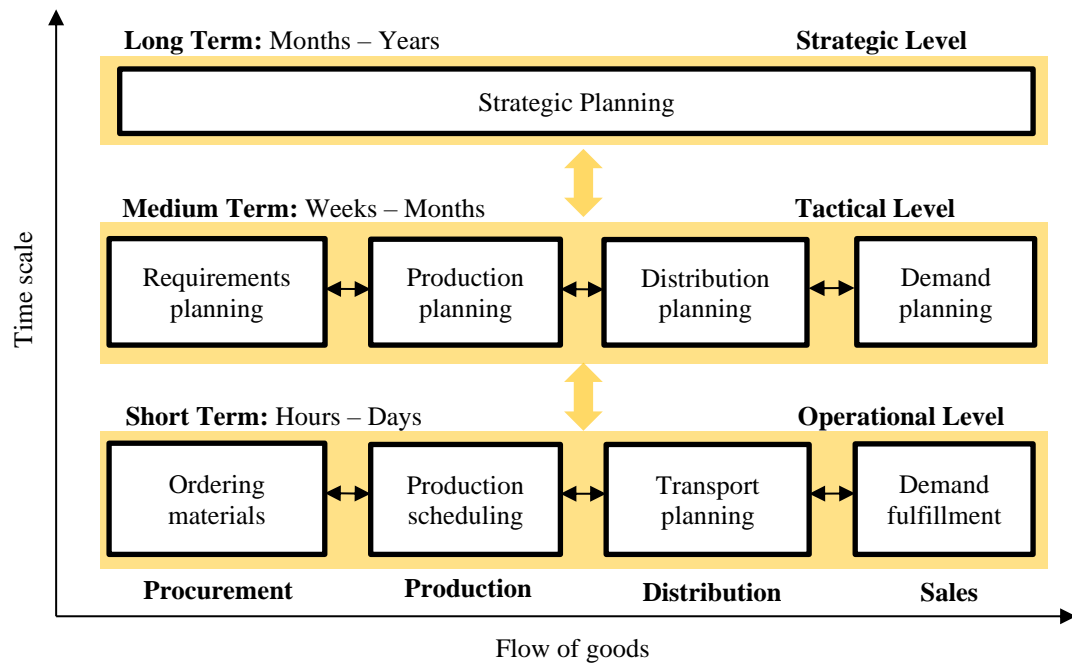 Long Term: Months – Years
Strategic Level
Strategic Planning
Medium Term: Weeks – Months
Tactical Level
Requirements
planning
Production
planning
Distribution
planning
Demand
planning
Short Term: Hours – Days
Operational Level
Ordering
materials
Production
scheduling
Transport
planning
Demand
fulfillment
Procurement
Production
Distribution
Sales
Time scale
Flow of goods